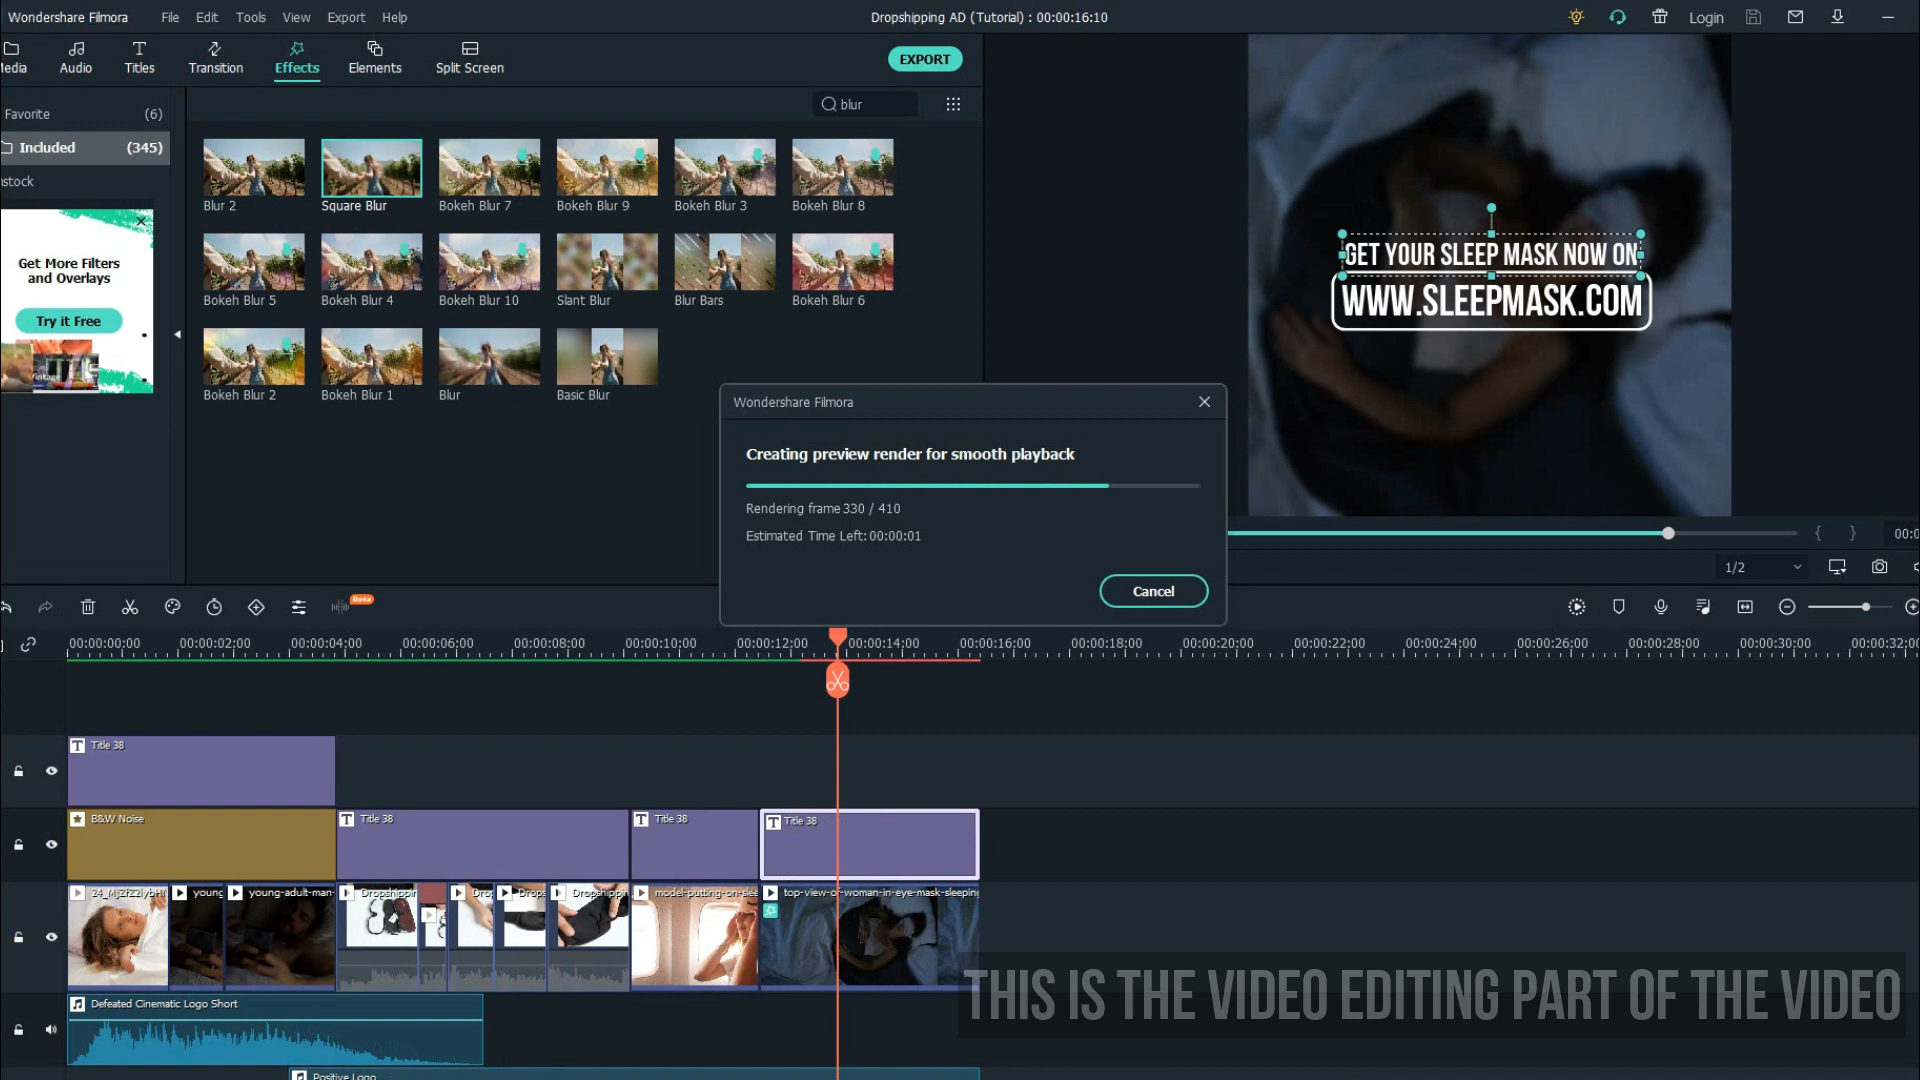 Wondershare Filmora File Edit Tools View Export Help
Dropshipping AD (Tutorial) : 00:00:16:10
Login
Audio Titles Transition Effects Elements Split Screen
EXPORT
Favorite (6)
Included (345)
blur
Get More Filters
and Overlays
Try it Free
Blur 2 Square Blur Bokeh Blur 7 Bokeh Blur 9 Bokeh Blur 3 Bokeh Blur 8
Bokeh Blur 5 Bokeh Blur 4 Bokeh Blur 10 Slant Blur Blur Bars Bokeh Blur 6
Bokeh Blur 2 Bokeh Blur 1 Blur Basic Blur
GET YOUR SLEEP MASK NOW ON
WWW.SLEEPMASK.COM
Wondershare Filmora
Creating preview render for smooth playback
Rendering frame 330 / 410
Estimated Time Left: 00:00:01
Cancel
1/2
Beta
00:00:00:00 00:00:02:00 00:00:04:00 00:00:06:00 00:00:08:00 00:00:10:00 00:00:12:00 00:00:14:00 00:00:16:00 00:00:18:00 00:00:20:00 00:00:22:00 00:00:24:00 00:00:26:00 00:00:28:00 00:00:30:00 00:00:32:0
Title 38
B&W Noise Title 38 Title 38 Title 38
young young-adult-man- Dropshippin Drop Drops Dropshippin model-putting-on-slee top-view-of-woman-in-eye-mask-sleeping
Defeated Cinematic Logo Short
Positive Logo
THIS IS THE VIDEO EDITING PART OF THE VIDEO